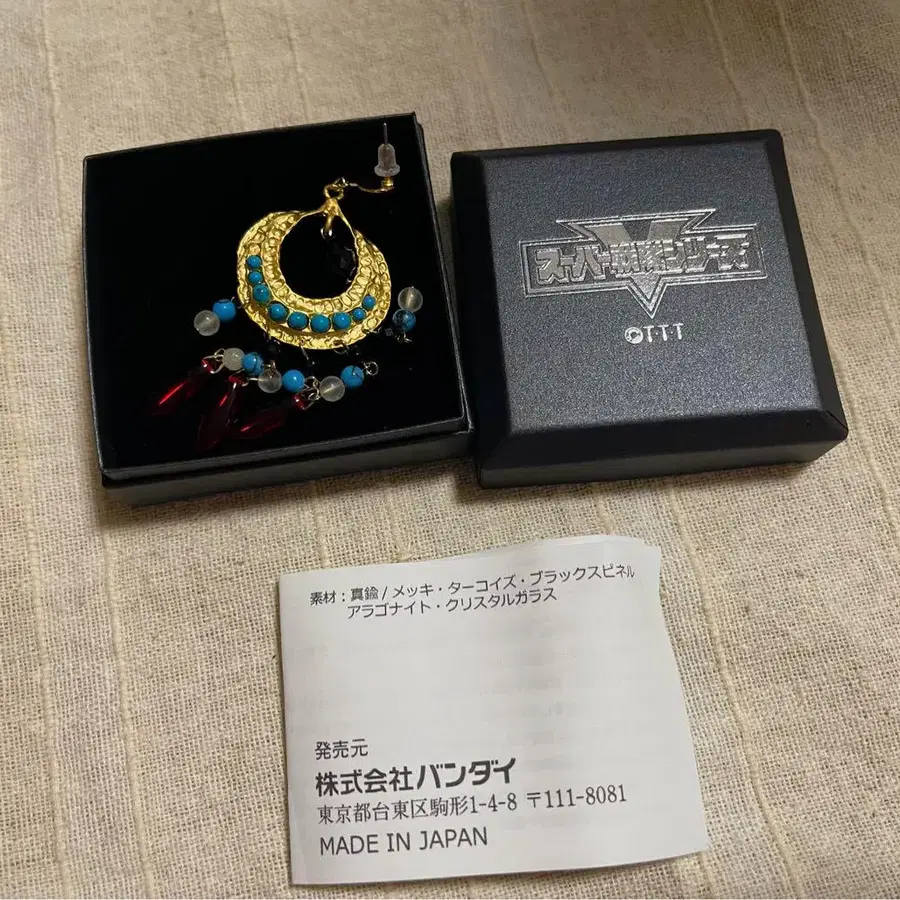 スーパー戦隊シリーズ
©T・T・T
素材：真鍮/メッキ・ターコイズ・ブラックスピネル
アラゴナイト・クリスタルガラス
発売元
株式会社バンダイ
東京都台東区駒形1-4-8 〒111-8081
MADE IN JAPAN